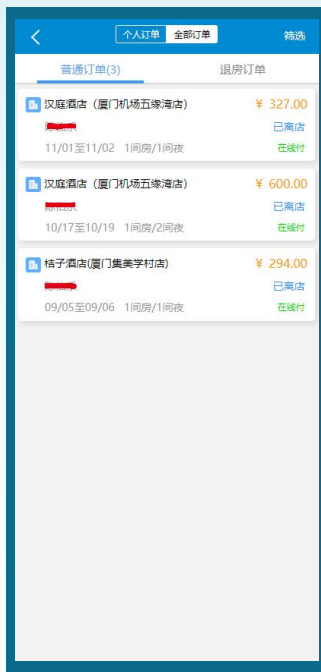 个人订单 全部订单 筛选
普通订单(3) 退房订单
汉庭酒店（厦门机场五缘湾店） ¥ 327.00
已离店
11/01至11/02 1间房/1间夜 在线付
汉庭酒店（厦门机场五缘湾店） ¥ 600.00
已离店
10/17至10/19 1间房/2间夜 在线付
桔子酒店(厦门集美学村店) ¥ 294.00
已离店
09/05至09/06 1间房/1间夜 在线付